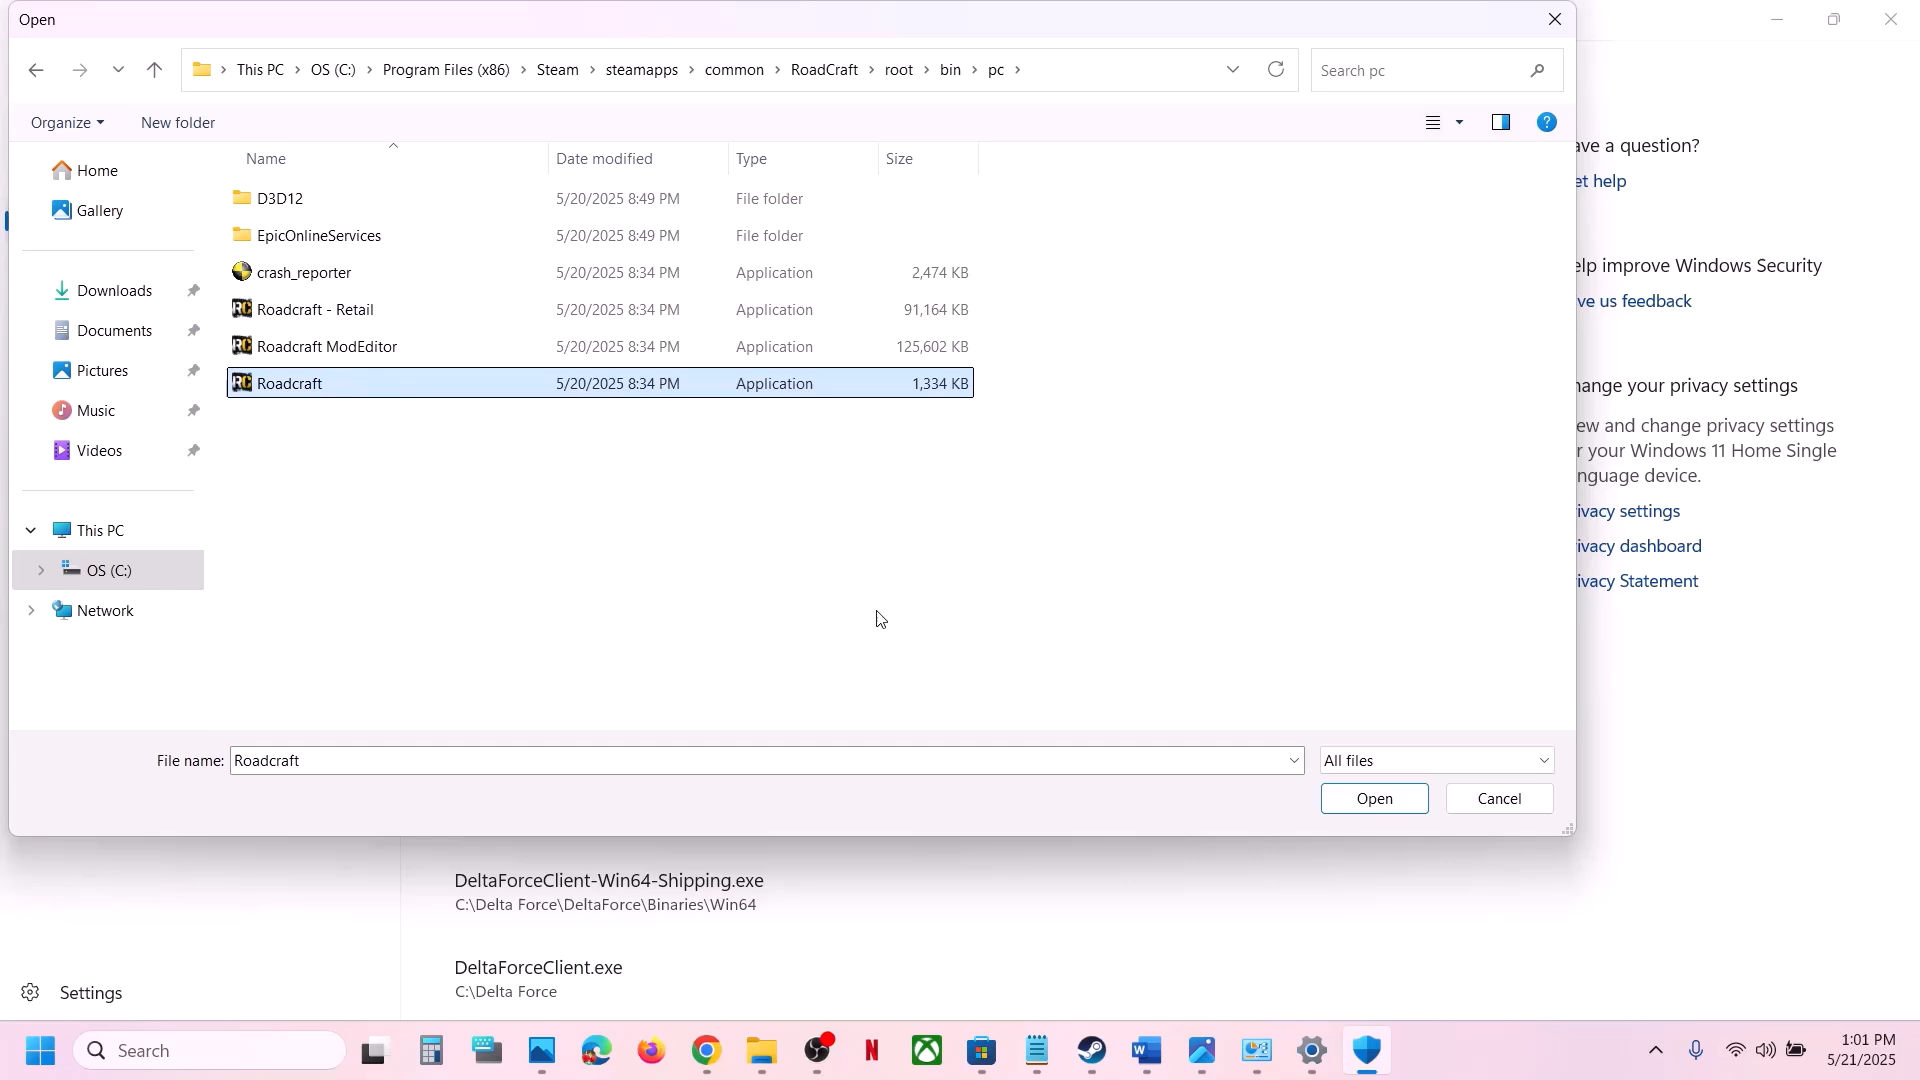 Open
This PC > OS (C:) > Program Files (x86) > Steam > steamapps > common > RoadCraft > root > bin > pc >
Search pc
Organize
New folder
Name
Date modified
Type
Size
Home
Gallery
Downloads
Documents
Pictures
Music
Videos
This PC
OS (C:)
Network
D3D12 5/20/2025 8:49 PM File folder
EpicOnlineServices 5/20/2025 8:49 PM File folder
crash_reporter 5/20/2025 8:34 PM Application 2,474 KB
Roadcraft - Retail 5/20/2025 8:34 PM Application 91,164 KB
Roadcraft ModEditor 5/20/2025 8:34 PM Application 125,602 KB
Roadcraft 5/20/2025 8:34 PM Application 1,334 KB
File name: Roadcraft
All files
Open
Cancel
ave a question?
et help
elp improve Windows Security
ve us feedback
hange your privacy settings
ew and change privacy settings
r your Windows 11 Home Single
nguage device.
ivacy settings
ivacy dashboard
ivacy Statement
DeltaForceClient-Win64-Shipping.exe
C:\Delta Force\DeltaForce\Binaries\Win64
DeltaForceClient.exe
C:\Delta Force
Settings
Search
1:01 PM
5/21/2025